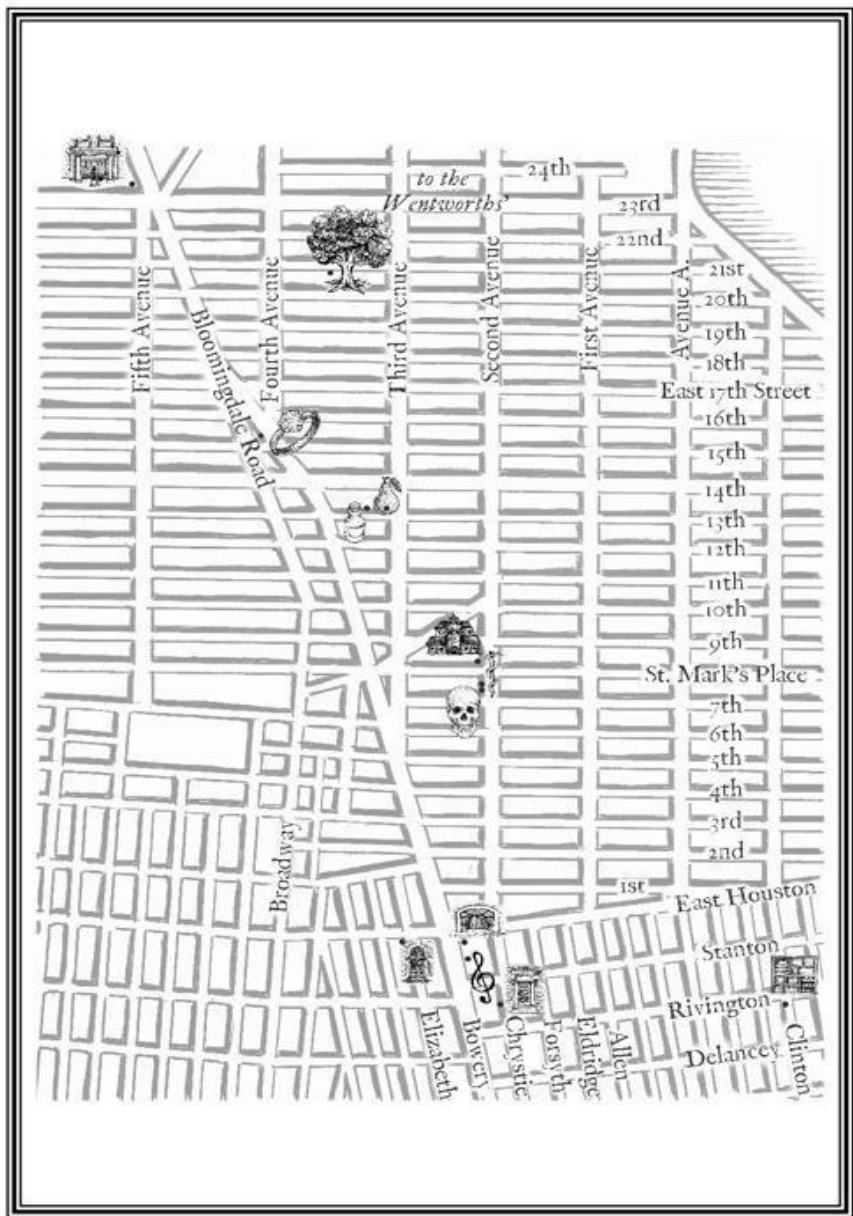 24th
to the
Wentworths'
23rd
22nd
21st
20th
19th
18th
East 17th Street
16th
15th
14th
13th
12th
11th
10th
9th
St. Mark's Place
7th
6th
5th
4th
3rd
2nd
1st
Fifth Avenue
Bloomingdale Road
Fourth Avenue
Third Avenue
Second Avenue
First Avenue
Avenue A.
Broadway
East Houston
Stanton
Rivington
Delancey
Elizabeth
Bowery
Chrystie
Forsyth
Eldridge
Allen
Clinton